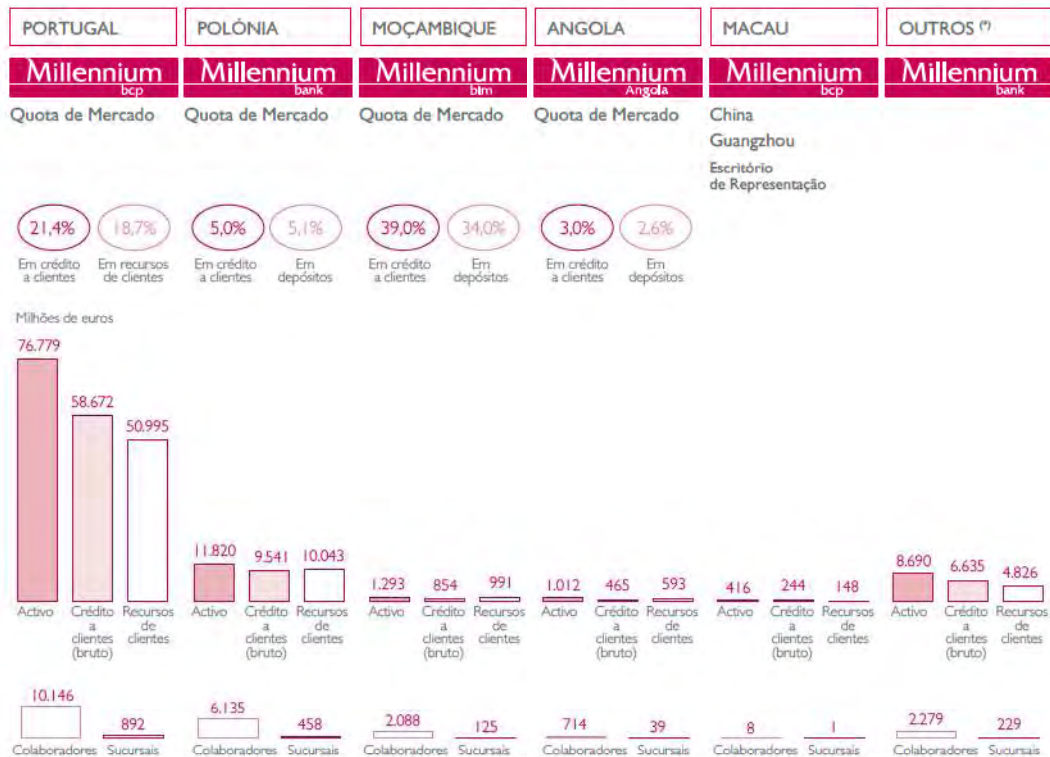 PORTUGAL
Millennium
bcp
Quota de Mercado
21,4%
18,7%
Em crédito
a clientes
Em recursos
de clientes
POLÓNIA
Millennium
bank
Quota de Mercado
5,0%
5,1%
Em crédito
a clientes
Em
depósitos
MOÇAMBIQUE
Millennium
bim
Quota de Mercado
39,0%
34,0%
Em crédito
a clientes
Em
depósitos
ANGOLA
Millennium
Angola
Quota de Mercado
3,0%
2,6%
Em crédito
a clientes
Em
depósitos
MACAU
Millennium
bcp
China
Guangzhou
Escritório
de Representação
OUTROS (*)
Millennium
bank
Milhões de euros
76.779
58.672
50.995
Activo
Crédito
a
clientes
(bruto)
Recursos
de
clientes
11.820
9.541
10.043
Activo
Crédito
a
clientes
(bruto)
Recursos
de
clientes
1.293
854
991
Activo
Crédito
a
clientes
(bruto)
Recursos
de
clientes
1.012
465
593
Activo
Crédito
a
clientes
(bruto)
Recursos
de
clientes
416
244
148
Activo
Crédito
a
clientes
(bruto)
Recursos
de
clientes
8.690
6.635
4.826
Activo
Crédito
a
clientes
(bruto)
Recursos
de
clientes
10.146
892
Colaboradores
Sucursais
6.135
458
Colaboradores
Sucursais
2.088
125
Colaboradores
Sucursais
714
39
Colaboradores
Sucursais
8
1
Colaboradores
Sucursais
2.279
229
Colaboradores
Sucursais